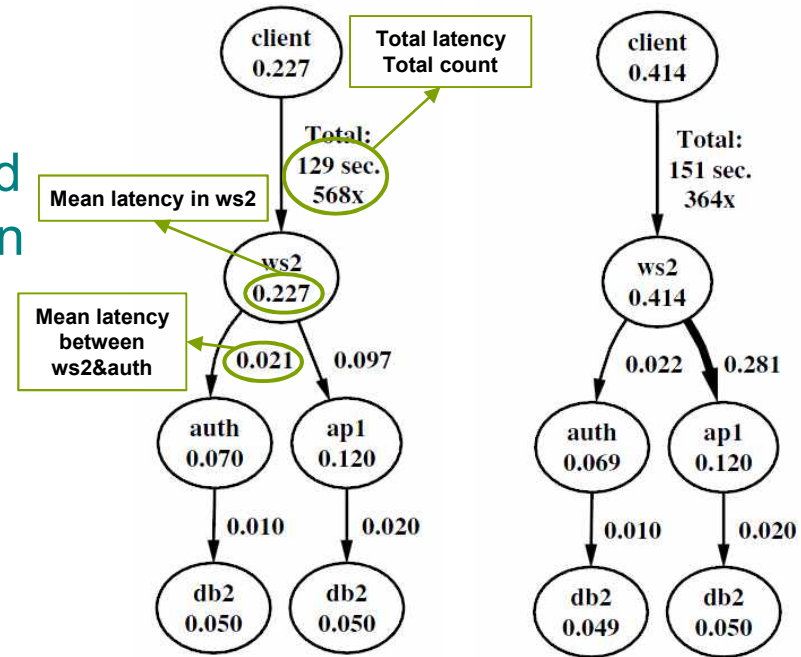 d
n
client
0.227
Total latency
Total count
Total:
129 sec.
568x
Mean latency in ws2
ws2
0.227
Mean latency
between
ws2&auth
0.021
0.097
auth
0.070
ap1
0.120
0.010
0.020
db2
0.050
db2
0.050
client
0.414
Total:
151 sec.
364x
ws2
0.414
0.022
0.281
auth
0.069
ap1
0.120
0.010
0.020
db2
0.049
db2
0.050